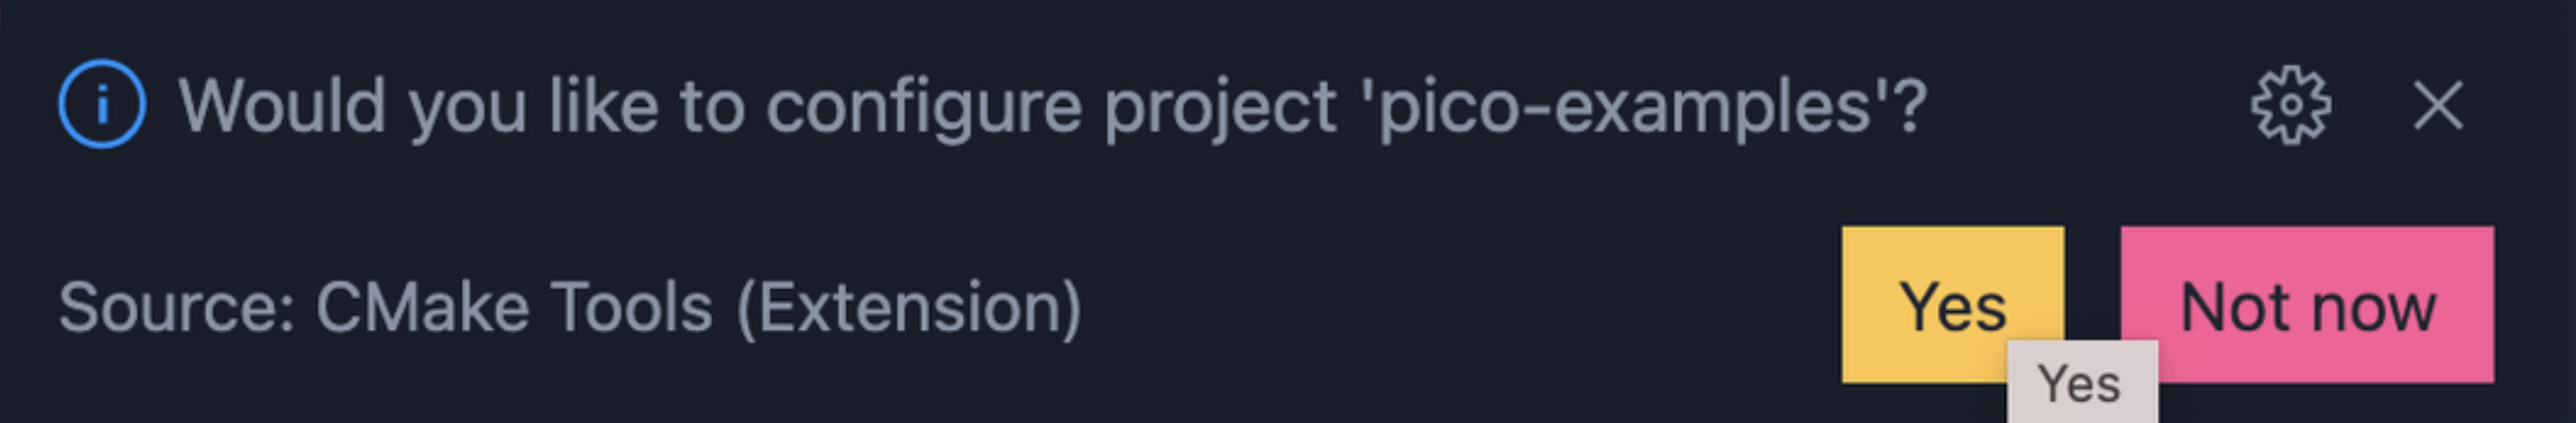 Would you like to configure project 'pico-examples'?
Source: CMake Tools (Extension)
Yes
Not now
Yes